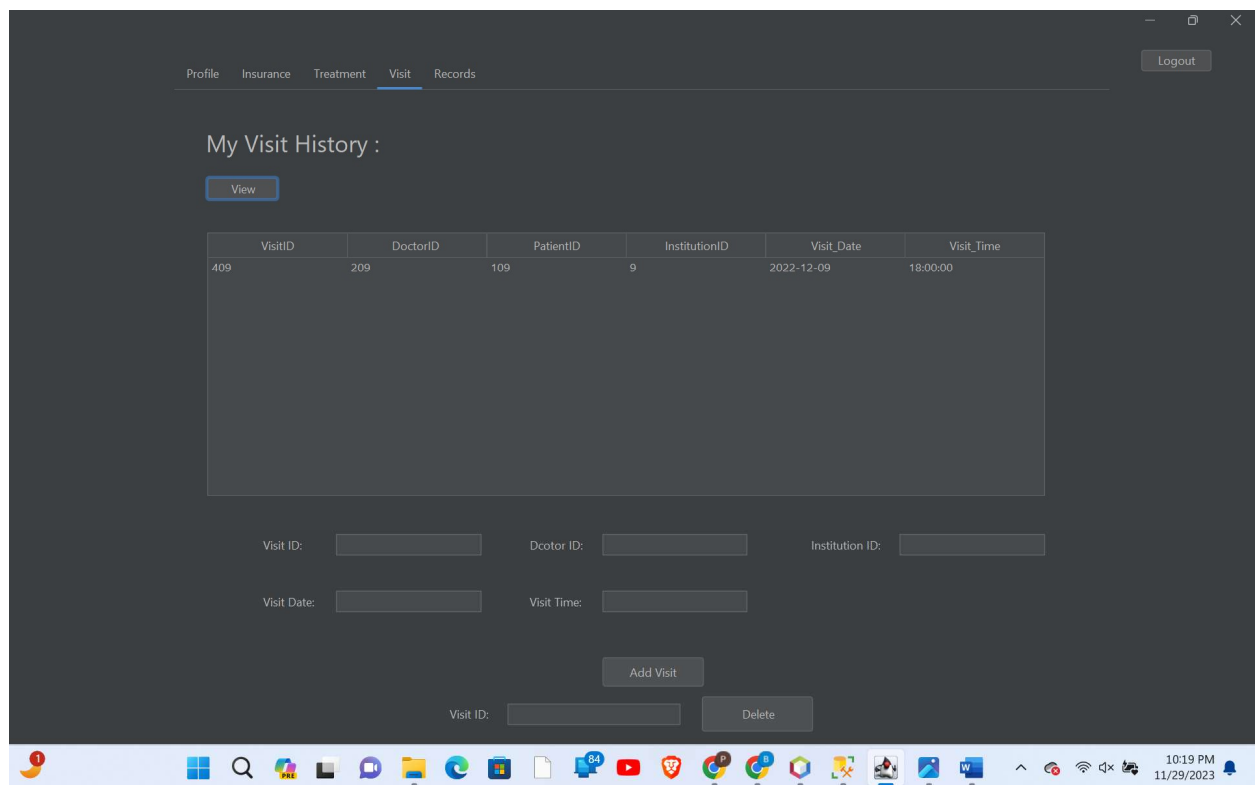 Logout
Profile Insurance Treatment Visit Records
My Visit History :
View
VisitID DoctorID PatientID InstitutionID Visit_Date Visit_Time
409 209 109 9 2022-12-09 18:00:00
Visit ID: Dcotor ID: Institution ID:
Visit Date: Visit Time:
Add Visit
Visit ID: Delete
1 PRE 84 P B W 10:19 PM
11/29/2023